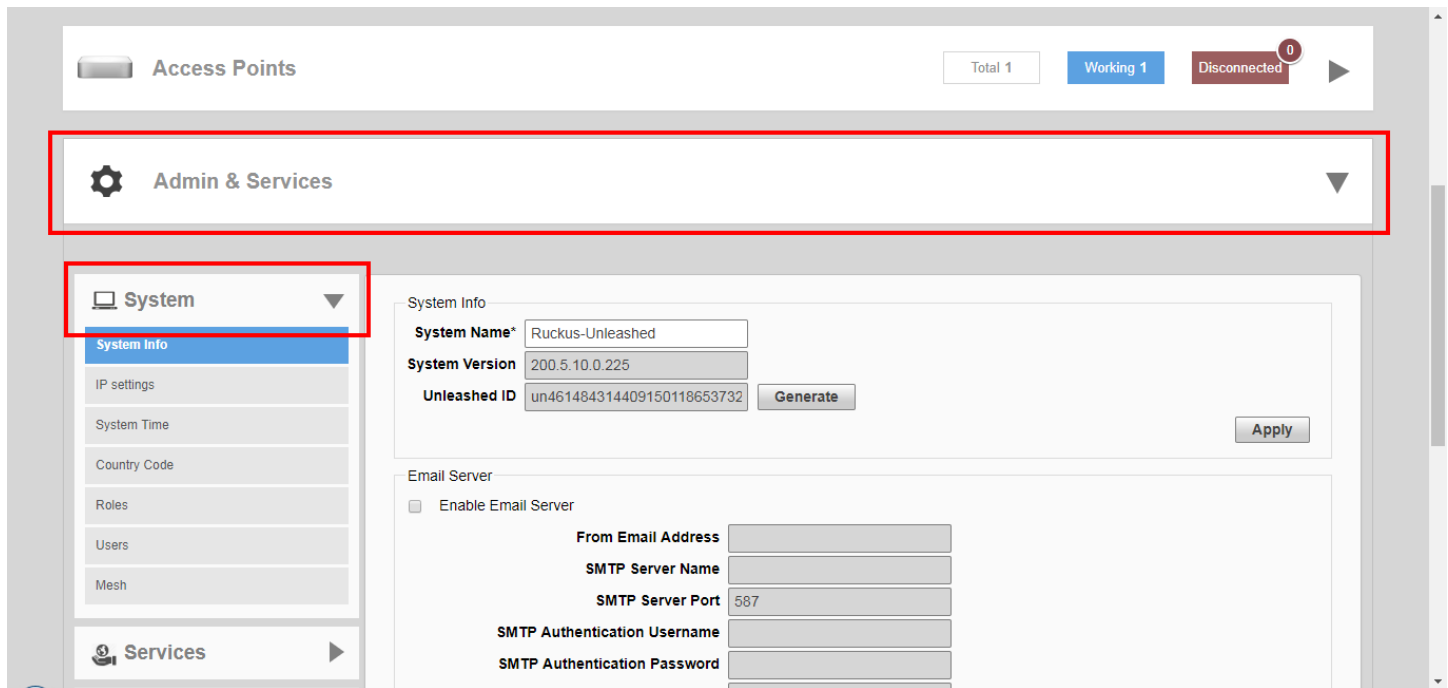 Access Points
Total 1
Working 1
Disconnected
0
Admin & Services
System
System Info
IP settings
System Time
Country Code
Roles
Users
Mesh
Services
System Info
System Name* Ruckus-Unleashed
System Version 200.5.10.0.225
Unleashed ID un461484314409150118653732 Generate
Apply
Email Server
Enable Email Server
From Email Address
SMTP Server Name
SMTP Server Port 587
SMTP Authentication Username
SMTP Authentication Password